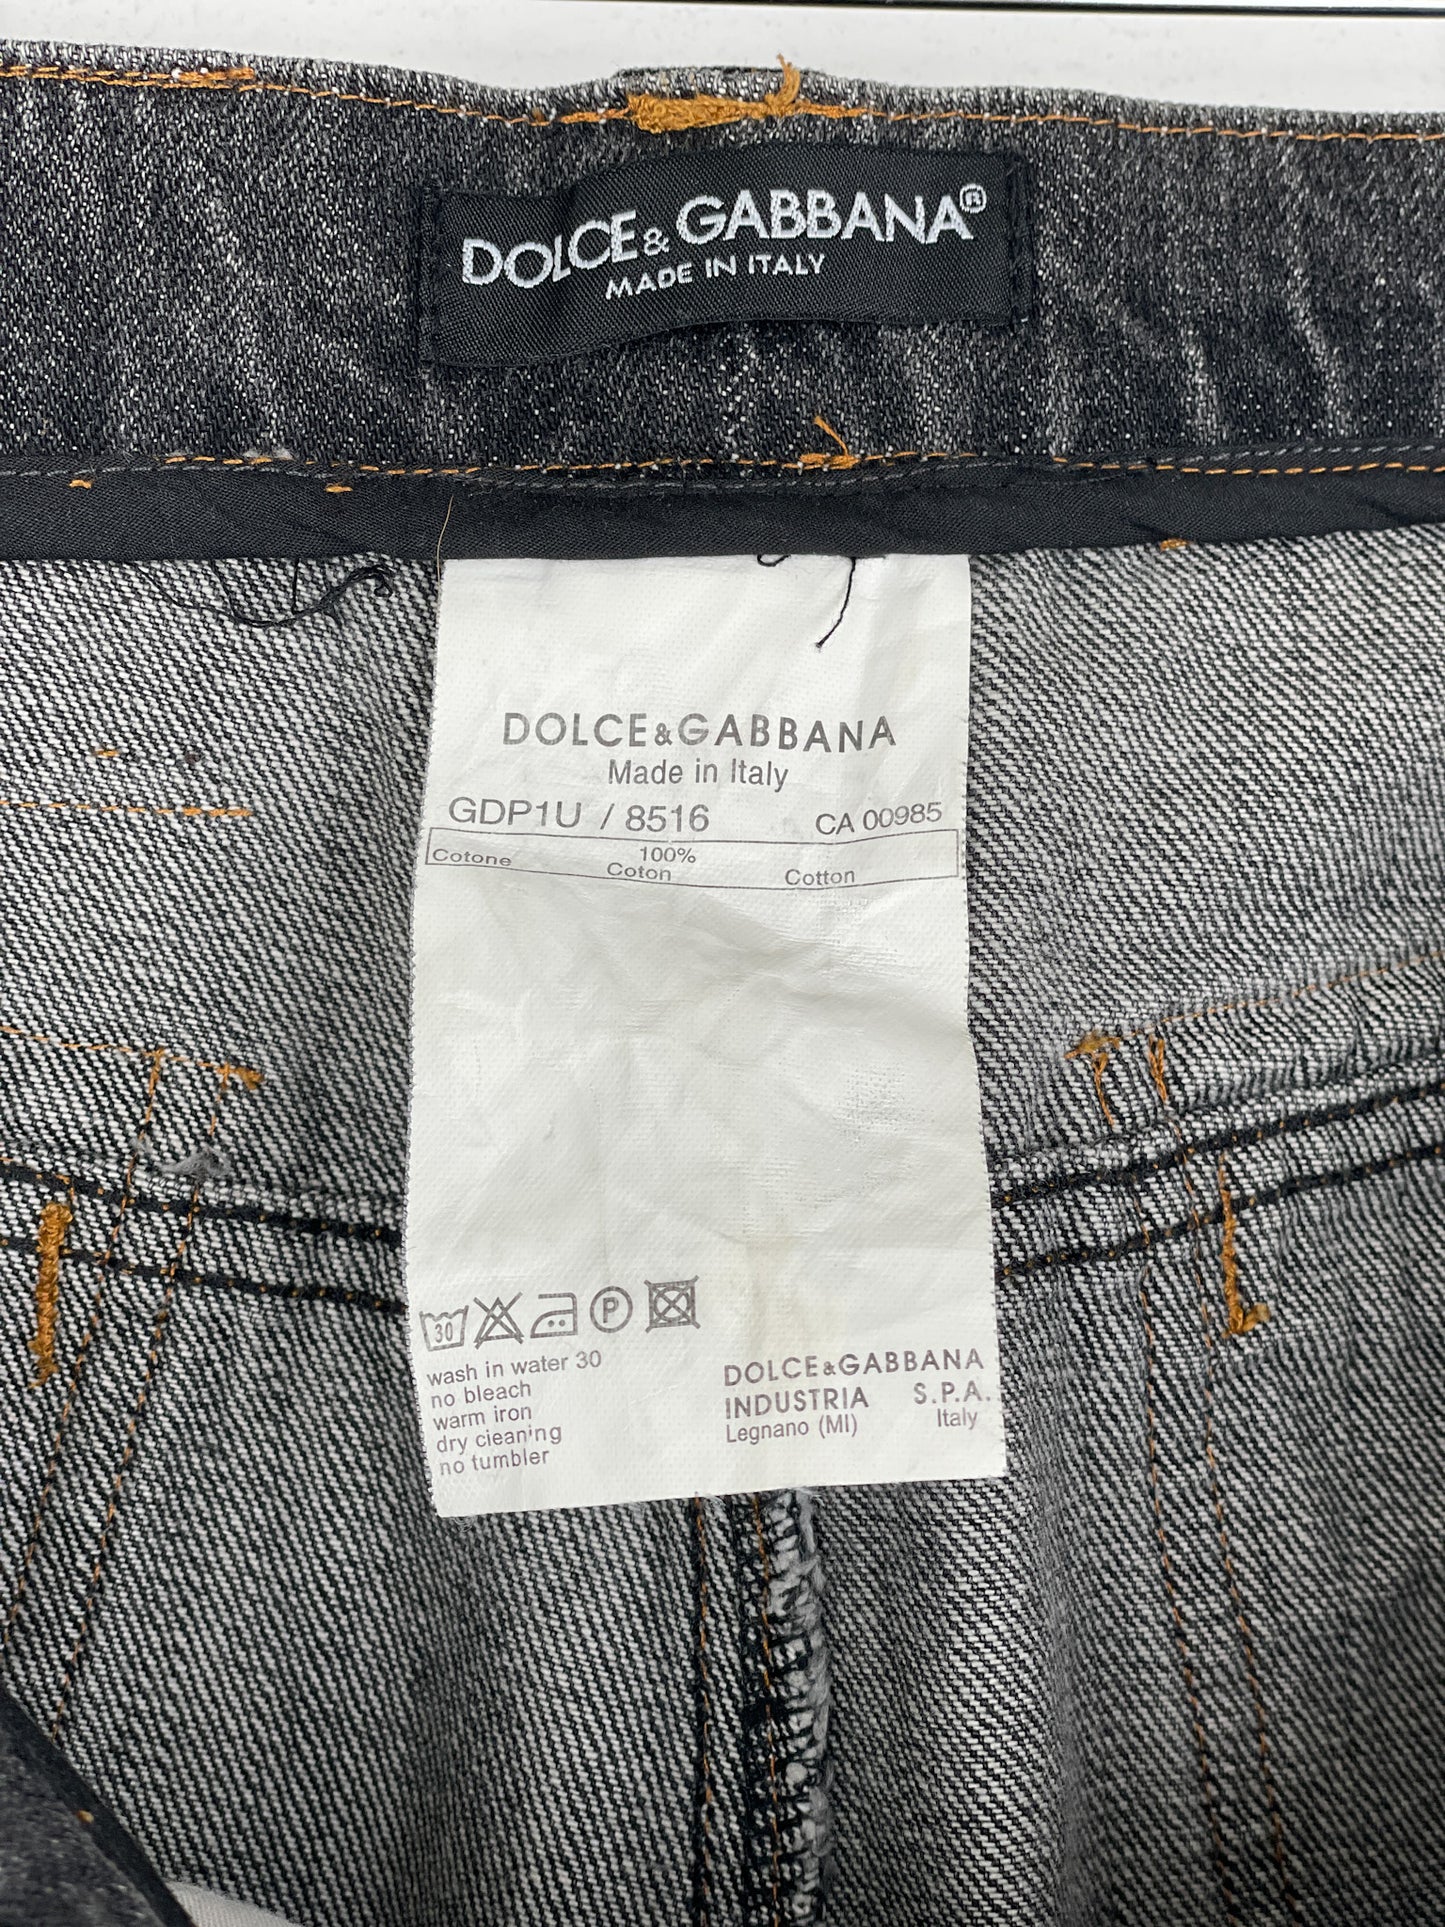 DOLCE & GABBANA®
MADE IN ITALY
DOLCE&GABBANA
Made in Italy
GDP1U / 8516 CA 00985
Cotone 100% Coton Cotton
30 P
wash in water 30
no bleach
warm iron
dry cleaning
no tumbler
DOLCE&GABBANA
INDUSTRIA S.P.A.
Legnano (MI) Italy